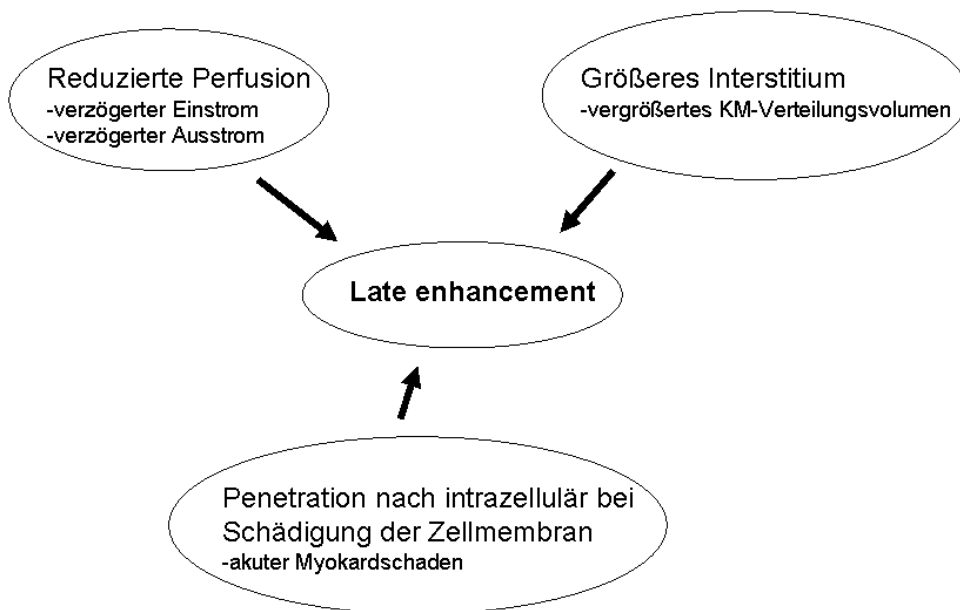 Reduzierte Perfusion
-verzögerter Einstrom
-verzögerter Ausstrom
Größeres Interstitium
-vergrößertes KM-Verteilungsvolumen
Late enhancement
Penetration nach intrazellulär bei
Schädigung der Zellmembran
-akuter Myokardschaden